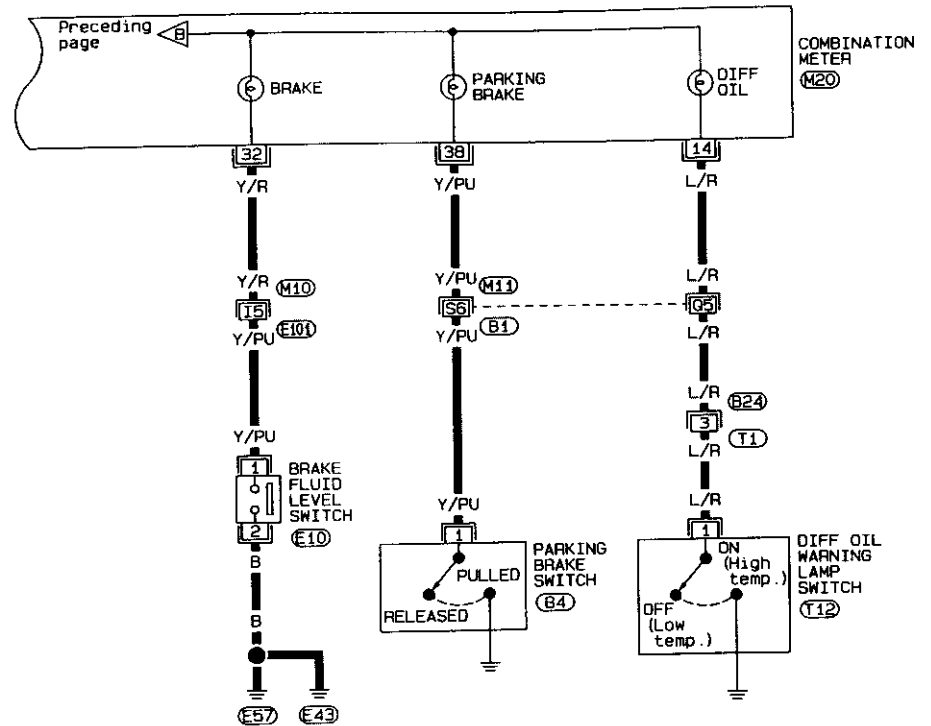 Preceding
page
B
BRAKE
PARKING
BRAKE
DIFF
OIL
COMBINATION
METER
M20
32
38
14
Y/R
Y/PU
L/R
Y/R
M10
Y/PU
M11
L/R
I5
S6
Q5
E101
B1
Y/PU
Y/PU
L/R
L/R
B24
3
T1
L/R
Y/PU
1
BRAKE
FLUID
LEVEL
SWITCH
2
E10
B
B
E57
E43
Y/PU
1
PULLED
RELEASED
PARKING
BRAKE
SWITCH
B4
L/R
1
ON
(High
temp.)
OFF
(Low
temp.)
DIFF OIL
WARNING
LAMP
SWITCH
T12